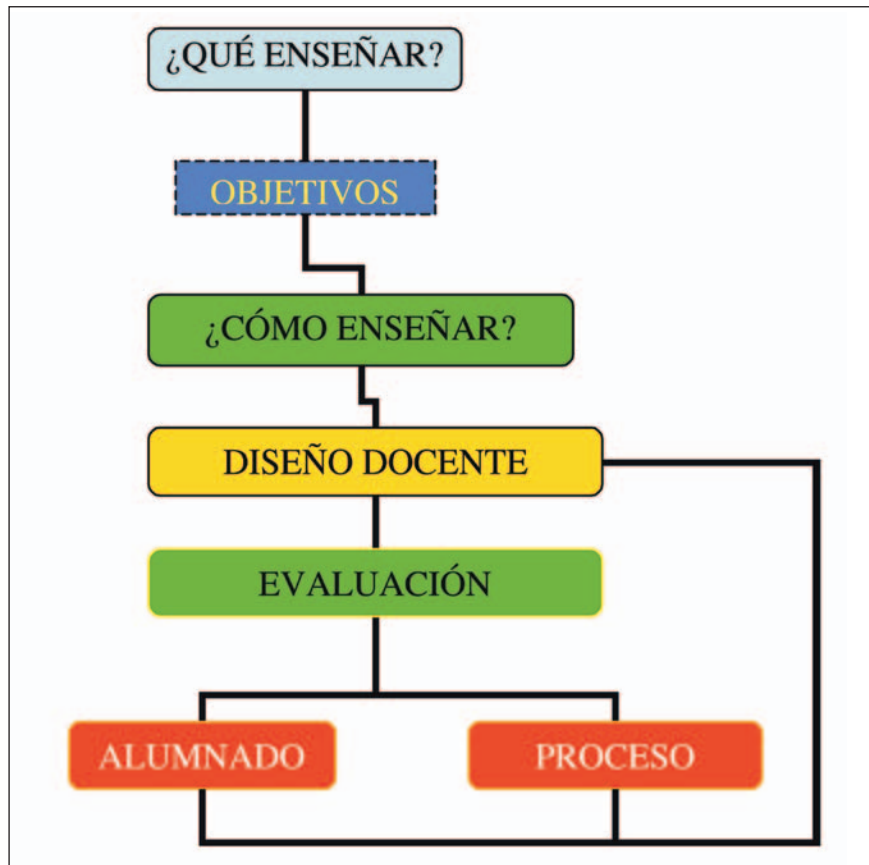 ¿QUÉ ENSEÑAR?
OBJETIVOS
¿CÓMO ENSEÑAR?
DISEÑO DOCENTE
EVALUACIÓN
ALUMNADO
PROCESO